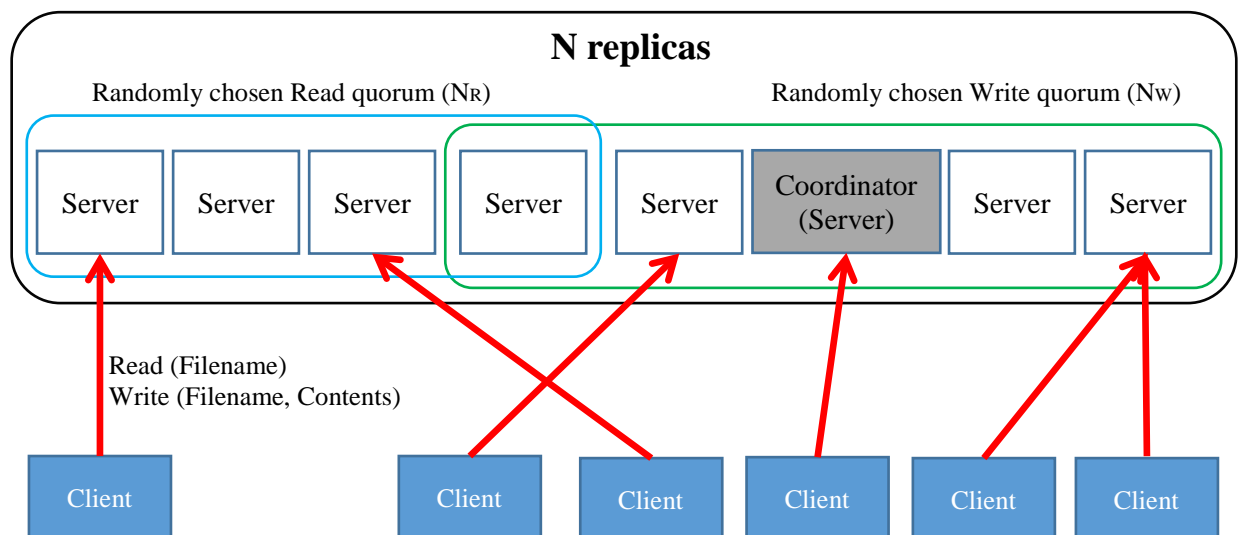 N replicas
Randomly chosen Read quorum (NR)
Randomly chosen Write quorum (NW)
Server
Server
Server
Server
Server
Coordinator
(Server)
Server
Server
Read (Filename)
Write (Filename, Contents)
Client
Client
Client
Client
Client
Client